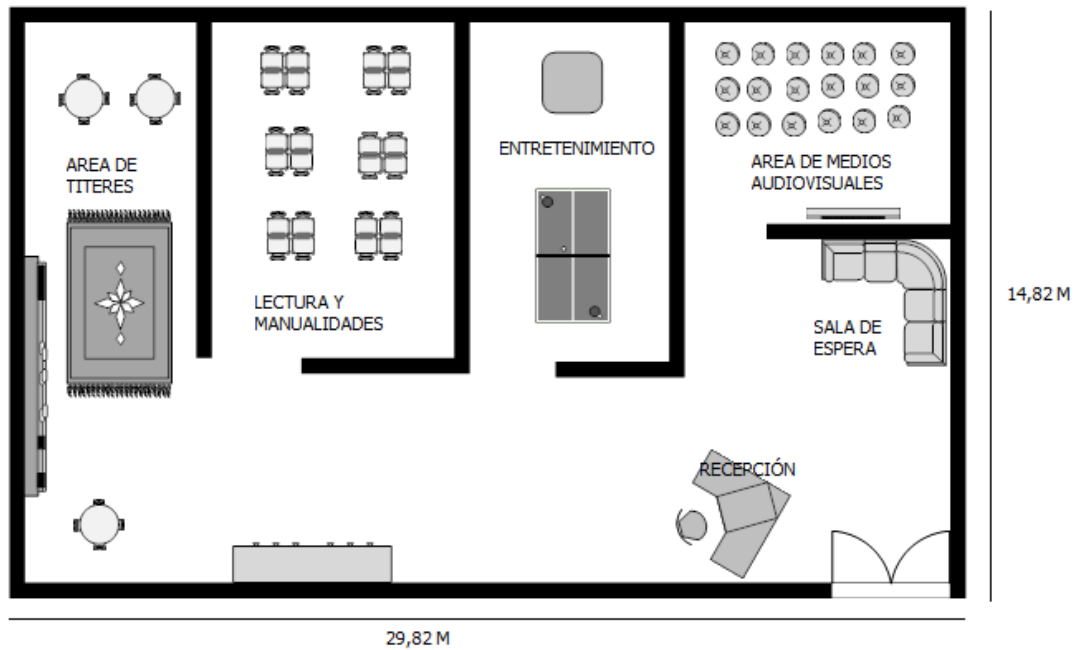 AREA DE
TITERES
LECTURA Y
MANUALIDADES
ENTRETENIMIENTO
AREA DE MEDIOS
AUDIOVISUALES
SALA DE
ESPERA
RECEPCIÓN
14,82 M
29,82 M